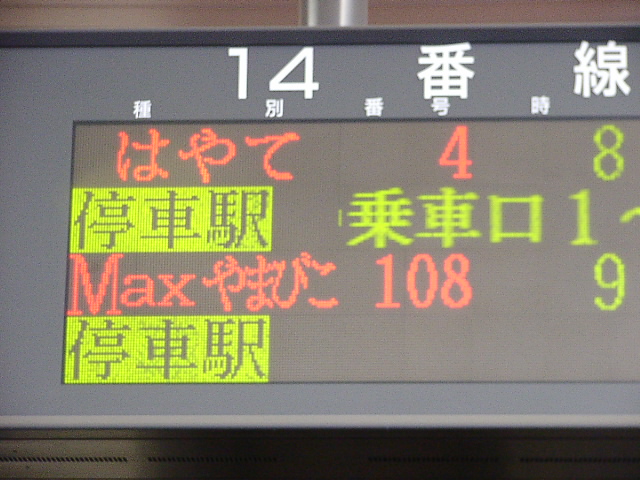 14 番 線
種 別 番 号 時
はやて 4 8
停車駅 乗車口 1～
Maxやまびこ 108 9
停車駅